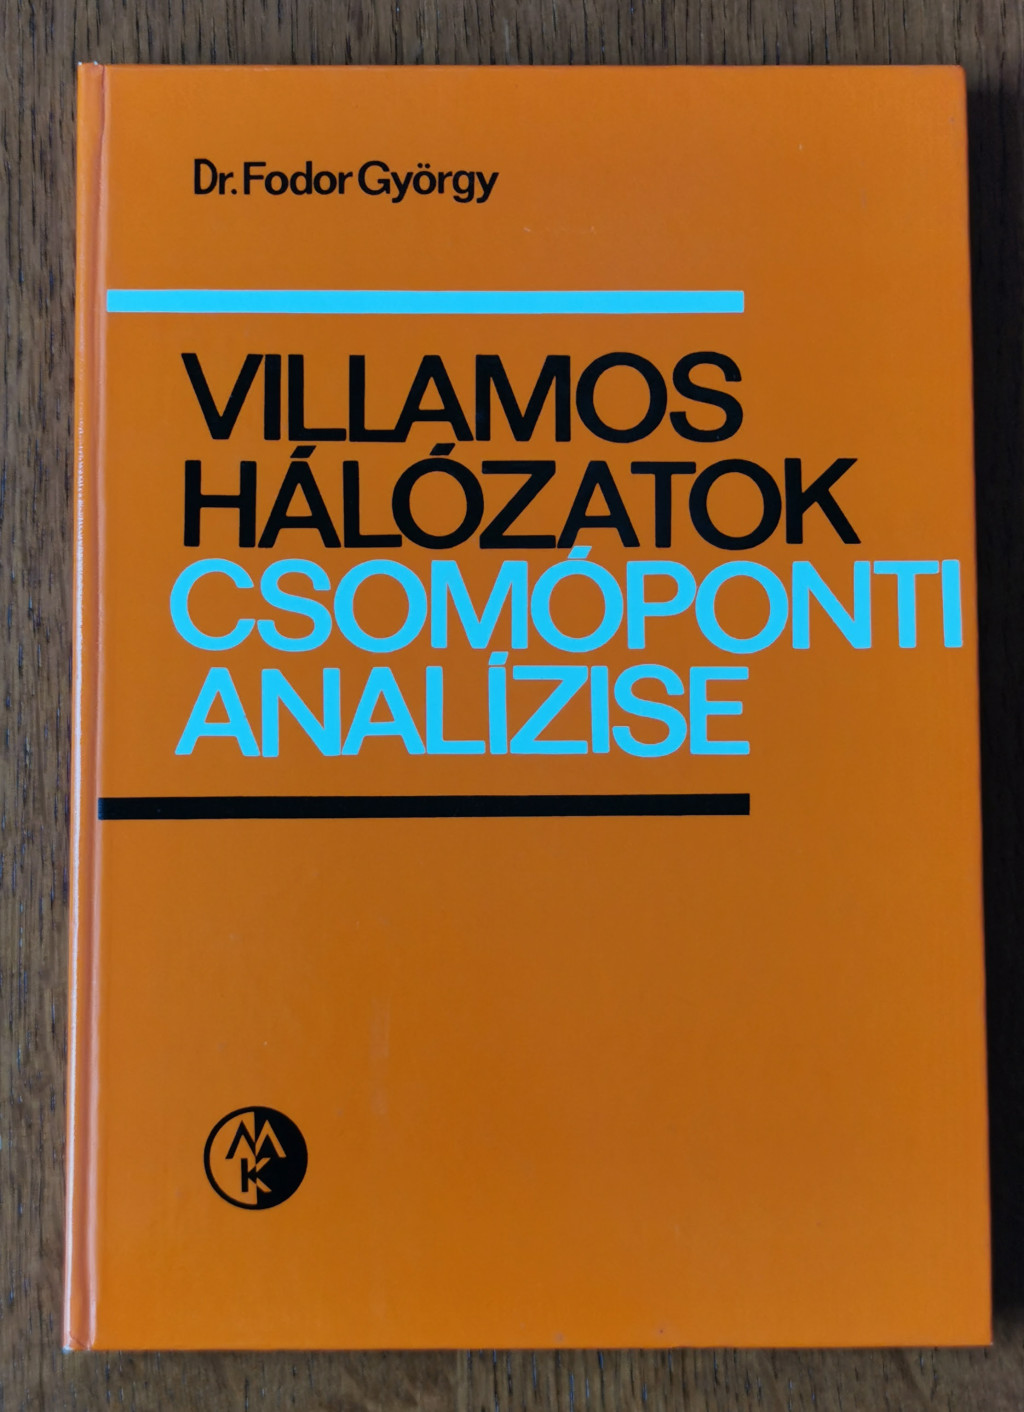 Dr. Fodor György
VILLAMOS
HÁLÓZATOK
CSOMÓPONTI
ANALÍZISE
MK